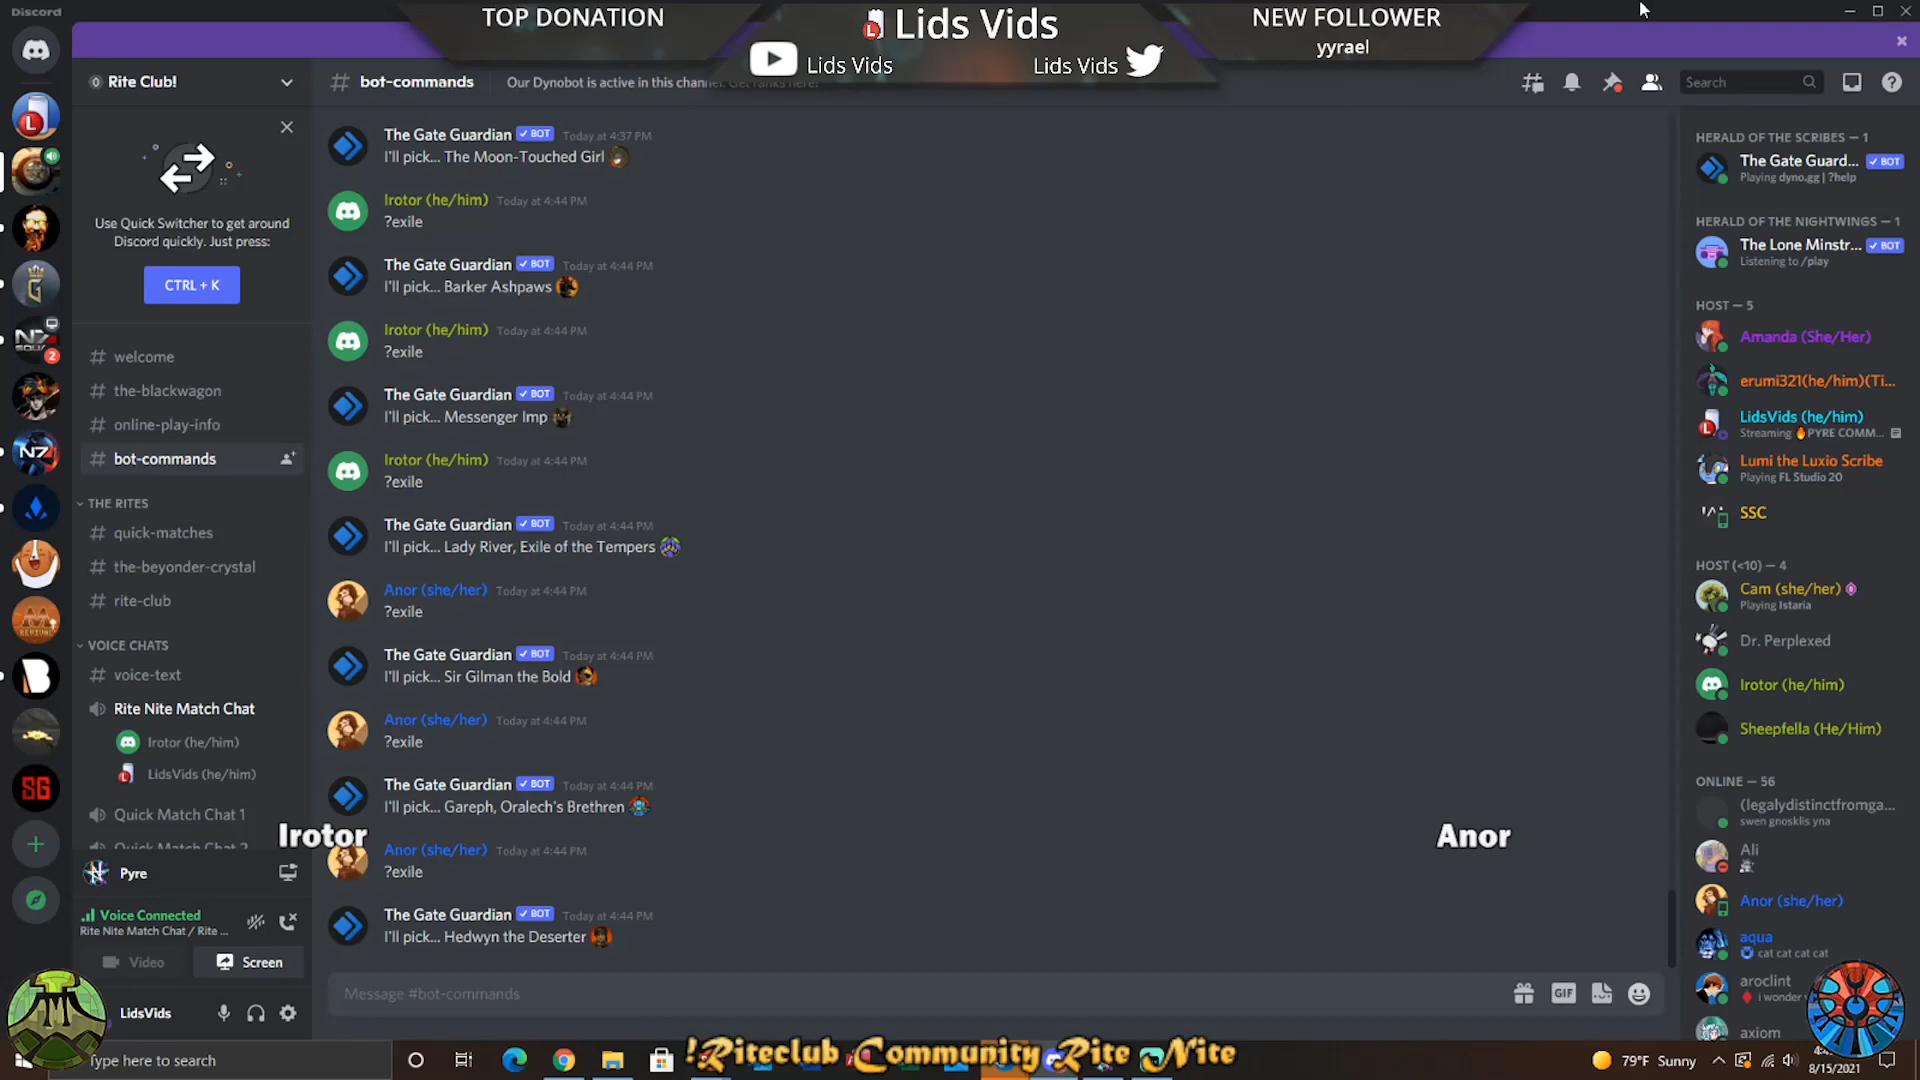 Discord
TOP DONATION
Lids Vids
Lids Vids
Lids Vids
NEW FOLLOWER
yyrael
Rite Club!
bot-commands
Our Dynobot is active in this channel. Get ranks here!
Search
Use Quick Switcher to get around
Discord quickly. Just press:
CTRL + K
welcome
the-blackwagon
online-play-info
bot-commands
THE RITES
quick-matches
the-beyonder-crystal
rite-club
VOICE CHATS
voice-text
Rite Nite Match Chat
Irotor (he/him)
LidsVids (he/him)
Quick Match Chat 1
Quick Match Chat 2
Pyre
Voice Connected
Rite Nite Match Chat / Rite ...
Video
Screen
LidsVids
The Gate Guardian BOT Today at 4:37 PM
I'll pick... The Moon-Touched Girl
Irotor (he/him) Today at 4:44 PM
?exile
The Gate Guardian BOT Today at 4:44 PM
I'll pick... Barker Ashpaws
Irotor (he/him) Today at 4:44 PM
?exile
The Gate Guardian BOT Today at 4:44 PM
I'll pick... Messenger Imp
Irotor (he/him) Today at 4:44 PM
?exile
The Gate Guardian BOT Today at 4:44 PM
I'll pick... Lady River, Exile of the Tempers
Anor (she/her) Today at 4:44 PM
?exile
The Gate Guardian BOT Today at 4:44 PM
I'll pick... Sir Gilman the Bold
Anor (she/her) Today at 4:44 PM
?exile
The Gate Guardian BOT Today at 4:44 PM
I'll pick... Gareph, Oralech's Brethren
Irotor
Anor
Anor (she/her) Today at 4:44 PM
?exile
The Gate Guardian BOT Today at 4:44 PM
I'll pick... Hedwyn the Deserter
Message #bot-commands
GIF
HERALD OF THE SCRIBES — 1
The Gate Guard... BOT
Playing dyno.gg | ?help
HERALD OF THE NIGHTWINGS — 1
The Lone Minstr... BOT
Listening to /play
HOST — 5
Amanda (She/Her)
erumi321(he/him)(Ti...
LidsVids (he/him)
Streaming PYRE COMM...
Lumi the Luxio Scribe
Playing FL Studio 20
SSC
HOST (<10) — 4
Cam (she/her)
Playing Istaria
Dr. Perplexed
Irotor (he/him)
Sheepfella (He/Him)
ONLINE — 56
(legalydistinctfromga...
swen gnosklis yna
Ali
Anor (she/her)
aqua
cat cat cat cat
aroclint
i wonder
axiom
N7
2
N7
SG
Type here to search
!Riteclub Community Rite Nite
79°F Sunny
8/15/2021